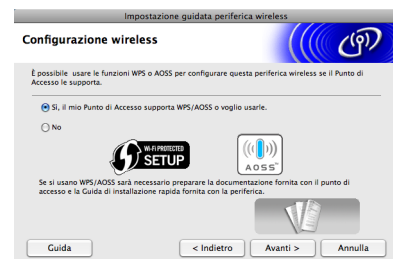 Impostazione guidata periferica wireless
Configurazione wireless
È possibile usare le funzioni WPS o AOSS per configurare questa periferica wireless se il Punto di
Accesso le supporta.
Sì, il mio Punto di Accesso supporta WPS/AOSS o voglio usarle.
No
Wi-Fi PROTECTED
SETUP
AOSS™
Se si usano WPS/AOSS sarà necessario preparare la documentazione fornita con il punto di
accesso e la Guida di installazione rapida fornita con la periferica.
Guida
< Indietro
Avanti >
Annulla